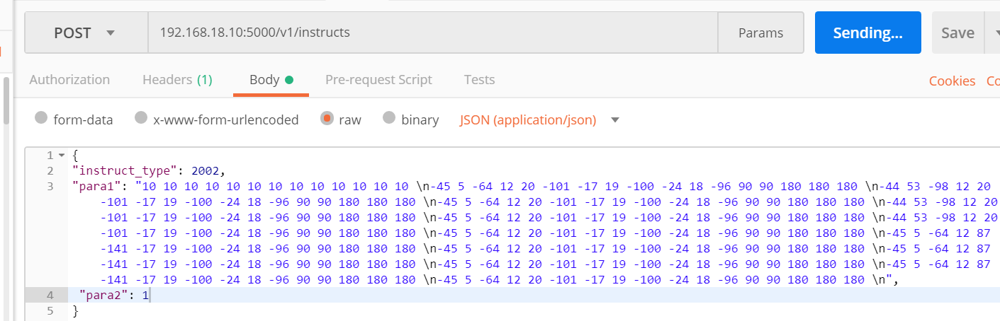 POST 192.168.18.10:5000/v1/instructs Params Sending... Save
Authorization Headers (1) Body Pre-request Script Tests Cookies Co
form-data x-www-form-urlencoded raw binary JSON (application/json)
1 {
2 "instruct_type": 2002,
3 "para1": "10 10 10 10 10 10 10 10 10 10 10 10 10 \n-45 5 -64 12 20 -101 -17 19 -100 -24 18 -96 90 90 180 180 180 \n-44 53 -98 12 20
-101 -17 19 -100 -24 18 -96 90 90 180 180 180 \n-45 5 -64 12 20 -101 -17 19 -100 -24 18 -96 90 90 180 180 180 \n-44 53 -98 12 20
-101 -17 19 -100 -24 18 -96 90 90 180 180 180 \n-45 5 -64 12 20 -101 -17 19 -100 -24 18 -96 90 90 180 180 180 \n-44 53 -98 12 20
-101 -17 19 -100 -24 18 -96 90 90 180 180 180 \n-45 5 -64 12 20 -101 -17 19 -100 -24 18 -96 90 90 180 180 180 \n-45 5 -64 12 87
-141 -17 19 -100 -24 18 -96 90 90 180 180 180 \n-45 5 -64 12 20 -101 -17 19 -100 -24 18 -96 90 90 180 180 180 \n-45 5 -64 12 87
-141 -17 19 -100 -24 18 -96 90 90 180 180 180 \n-45 5 -64 12 20 -101 -17 19 -100 -24 18 -96 90 90 180 180 180 \n-45 5 -64 12 87
-141 -17 19 -100 -24 18 -96 90 90 180 180 180 \n-45 5 -64 12 20 -101 -17 19 -100 -24 18 -96 90 90 180 180 180 \n",
4 "para2": 1
5 }